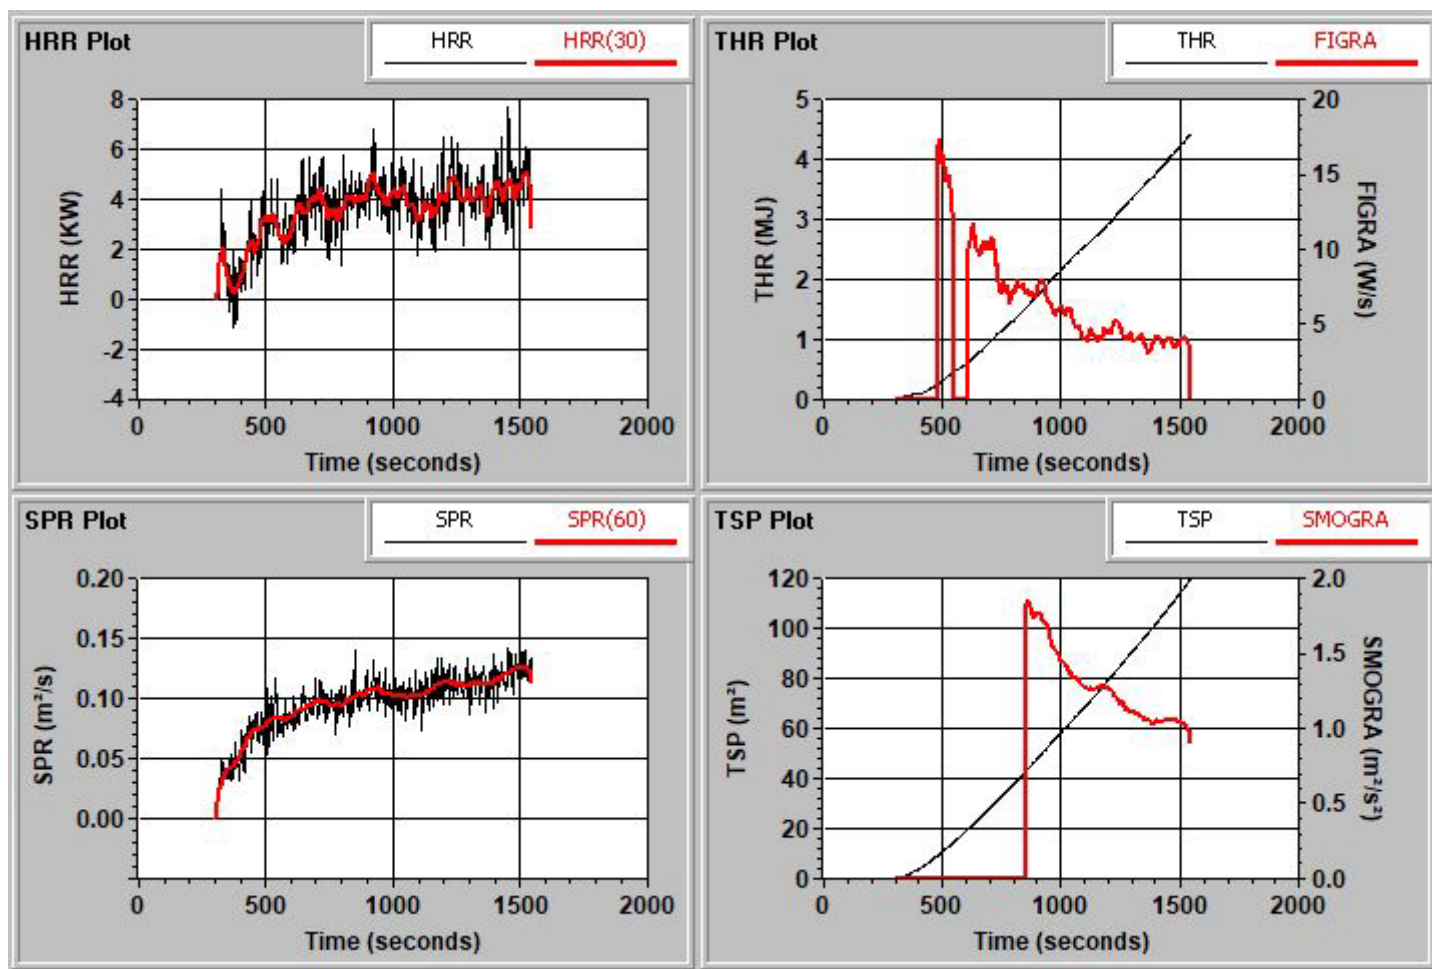 HRR Plot
HRR HRR(30)
8
6
4
2
0
-2
-4
HRR (KW)
0 500 1000 1500 2000
Time (seconds)
THR Plot
THR FIGRA
5
4
3
2
1
0
THR (MJ)
20
15
10
5
0
FIGRA (W/s)
0 500 1000 1500 2000
Time (seconds)
SPR Plot
SPR SPR(60)
0.20
0.15
0.10
0.05
0.00
SPR (m²/s)
0 500 1000 1500 2000
Time (seconds)
TSP Plot
TSP SMOGRA
120
100
80
60
40
20
0
TSP (m²)
2.0
1.5
1.0
0.5
0.0
SMOGRA (m²/s²)
0 500 1000 1500 2000
Time (seconds)